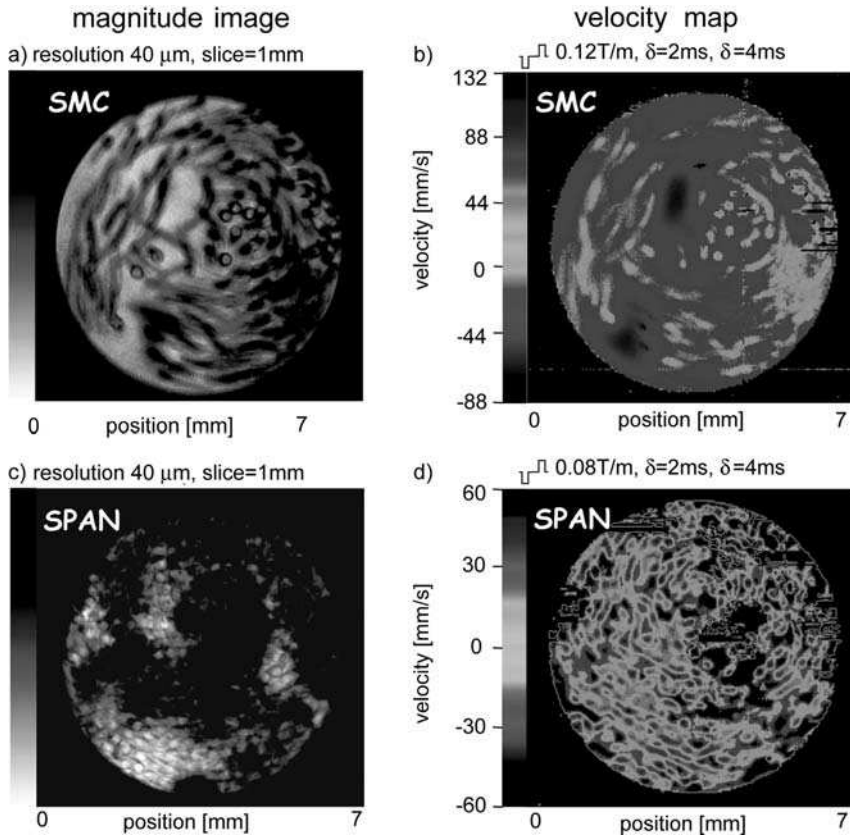 magnitude image
velocity map
a) resolution 40 μm, slice=1mm
b) 0.12T/m, δ=2ms, δ=4ms
SMC
SMC
132
88
44
0
-44
-88
velocity [mm/s]
0 position [mm] 7
0 position [mm] 7
c) resolution 40 μm, slice=1mm
d) 0.08T/m, δ=2ms, δ=4ms
SPAN
SPAN
60
30
0
-30
-60
velocity [mm/s]
0 position [mm] 7
0 position [mm] 7